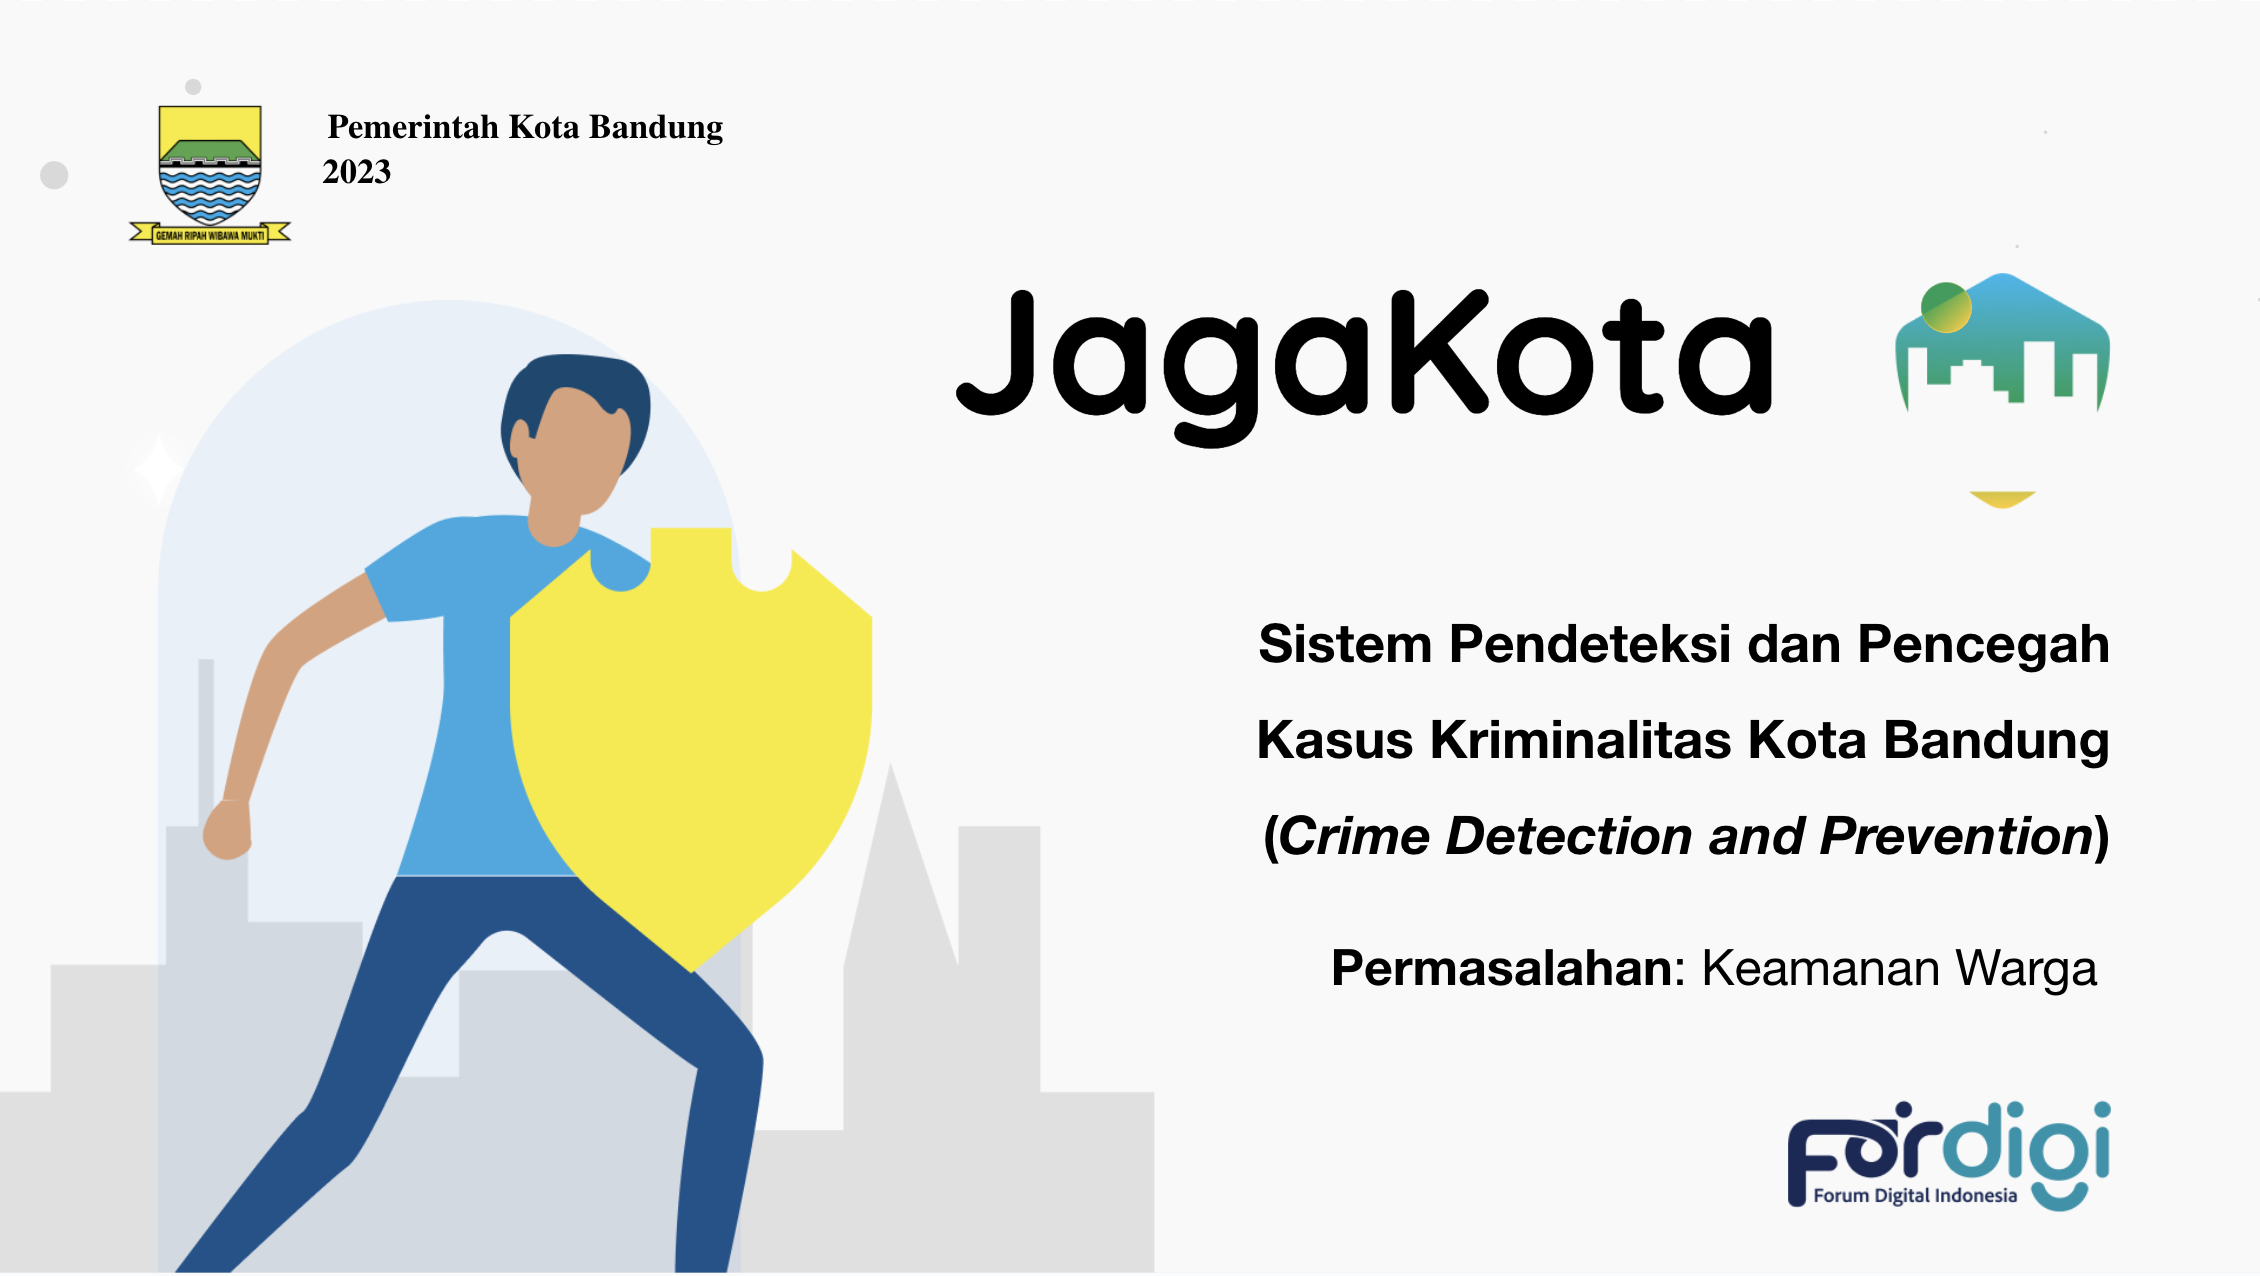 Pemerintah Kota Bandung
2023
GEMAH RIPAH WIBAWA MUKTI
JagaKota
Sistem Pendeteksi dan Pencegah
Kasus Kriminalitas Kota Bandung
(Crime Detection and Prevention)
Permasalahan: Keamanan Warga
Fordigi
Forum Digital Indonesia